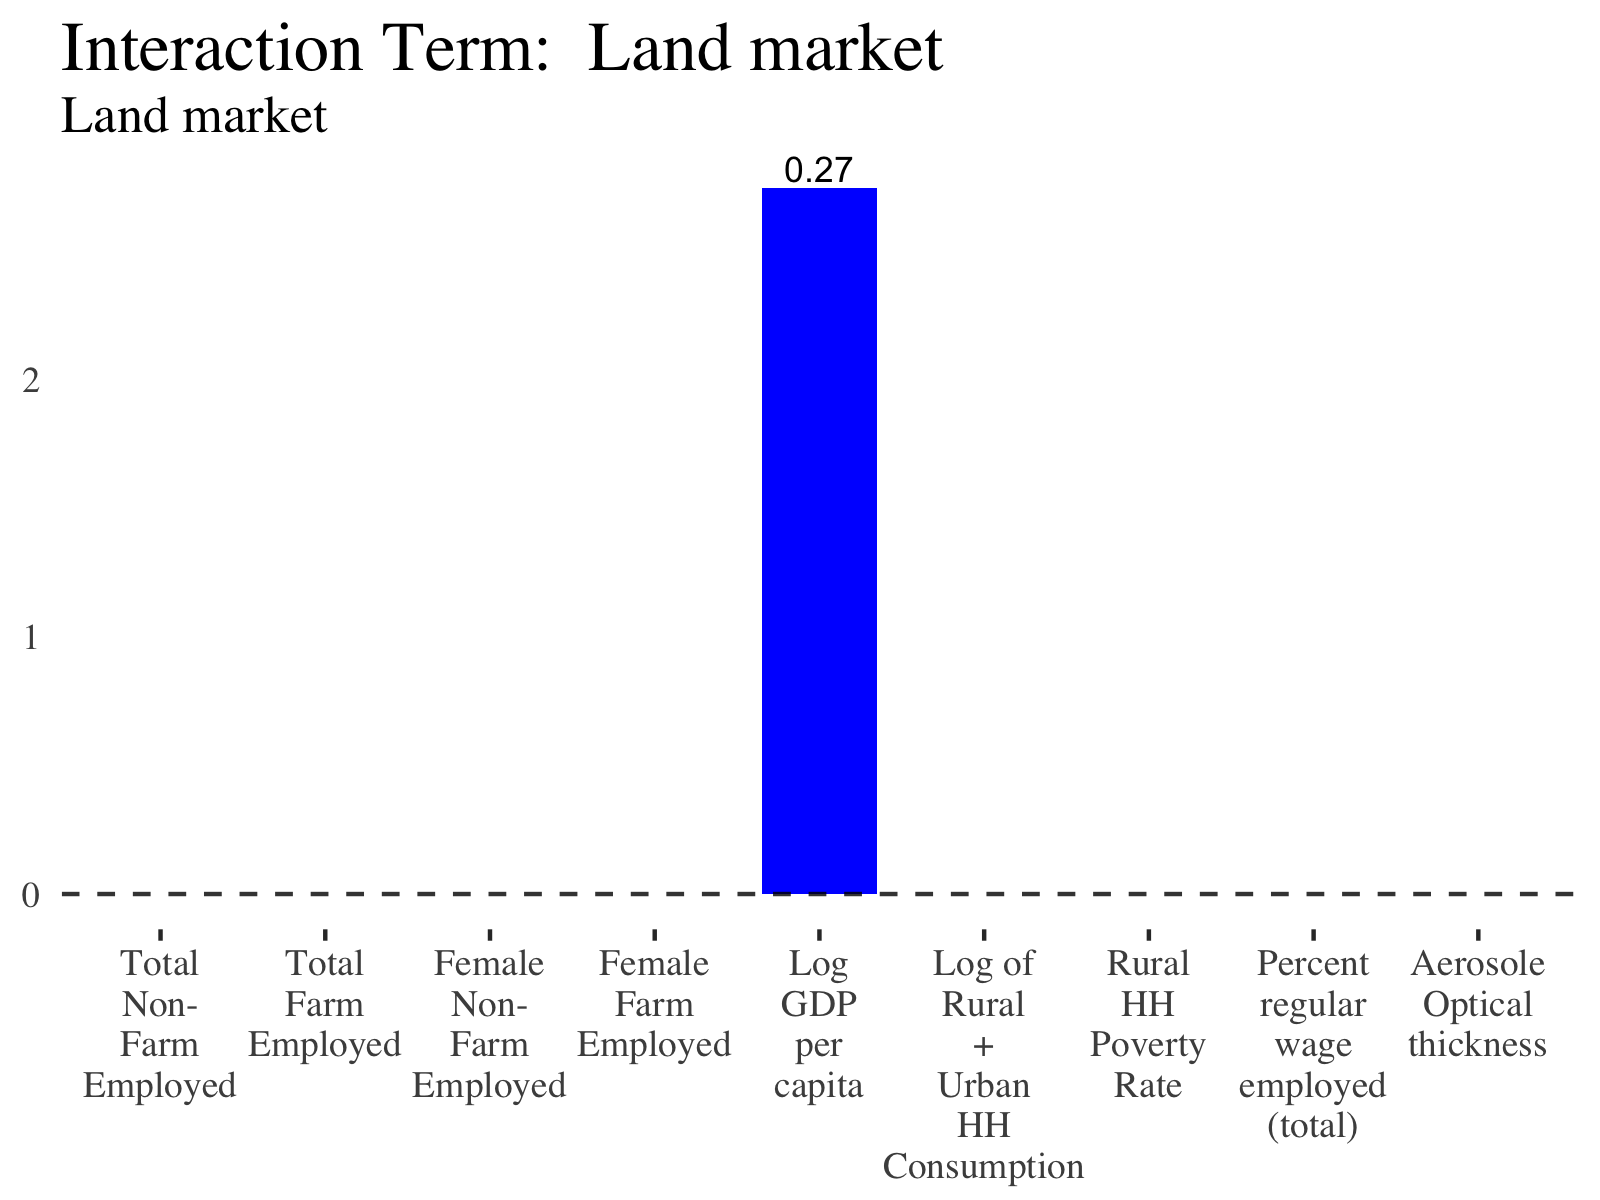 Interaction Term:  Land market
Land market
0.27
2
1
0
Total
Non-
Farm
Employed
Total
Farm
Employed
Female
Non-
Farm
Employed
Female
Farm
Employed
Log
GDP
per
capita
Log of
Rural
+
Urban
HH
Consumption
Rural
HH
Poverty
Rate
Percent
regular
wage
employed
(total)
Aerosole
Optical
thickness